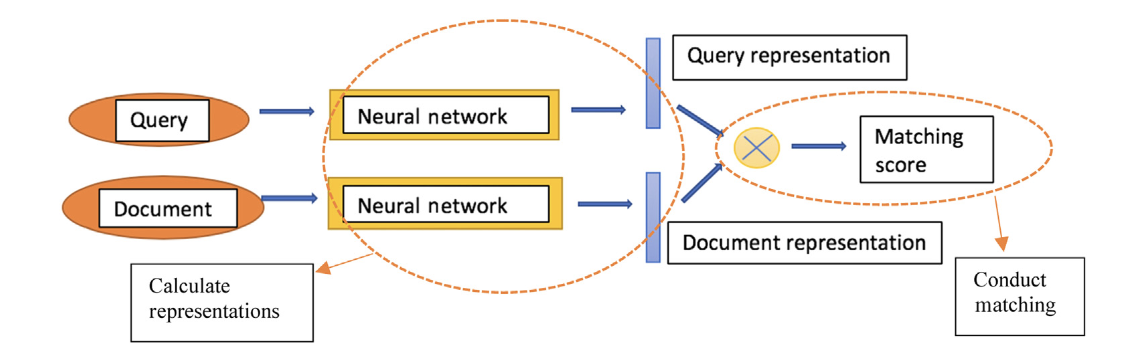 Query representation
Query
Neural network
Matching
score
Document
Neural network
Document representation
Calculate
representations
Conduct
matching